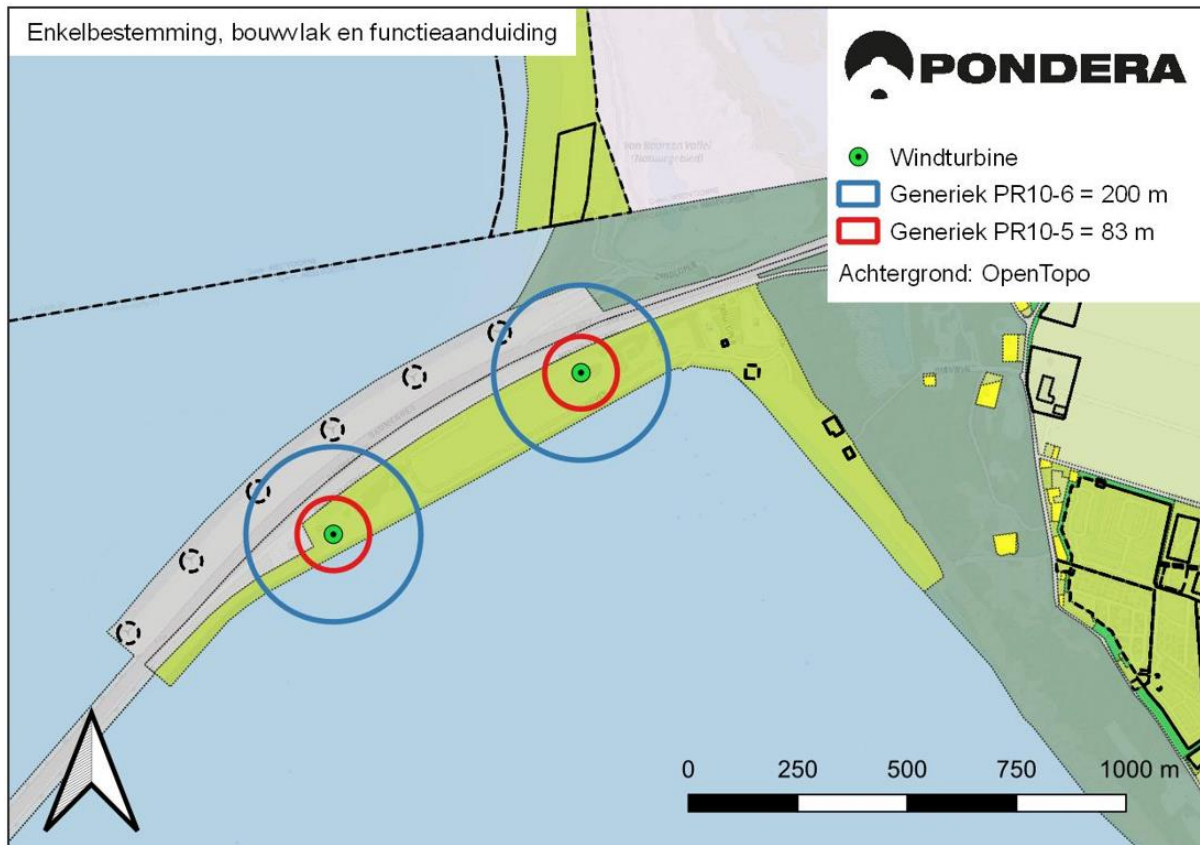 Enkelbestemming, bouwvlak en functieaanduiding
PONDERA
Windturbine
Generiek PR10-6 = 200 m
Generiek PR10-5 = 83 m
Achtergrond: OpenTopo
(Natuurgebied)
0 250 500 750 1000 m